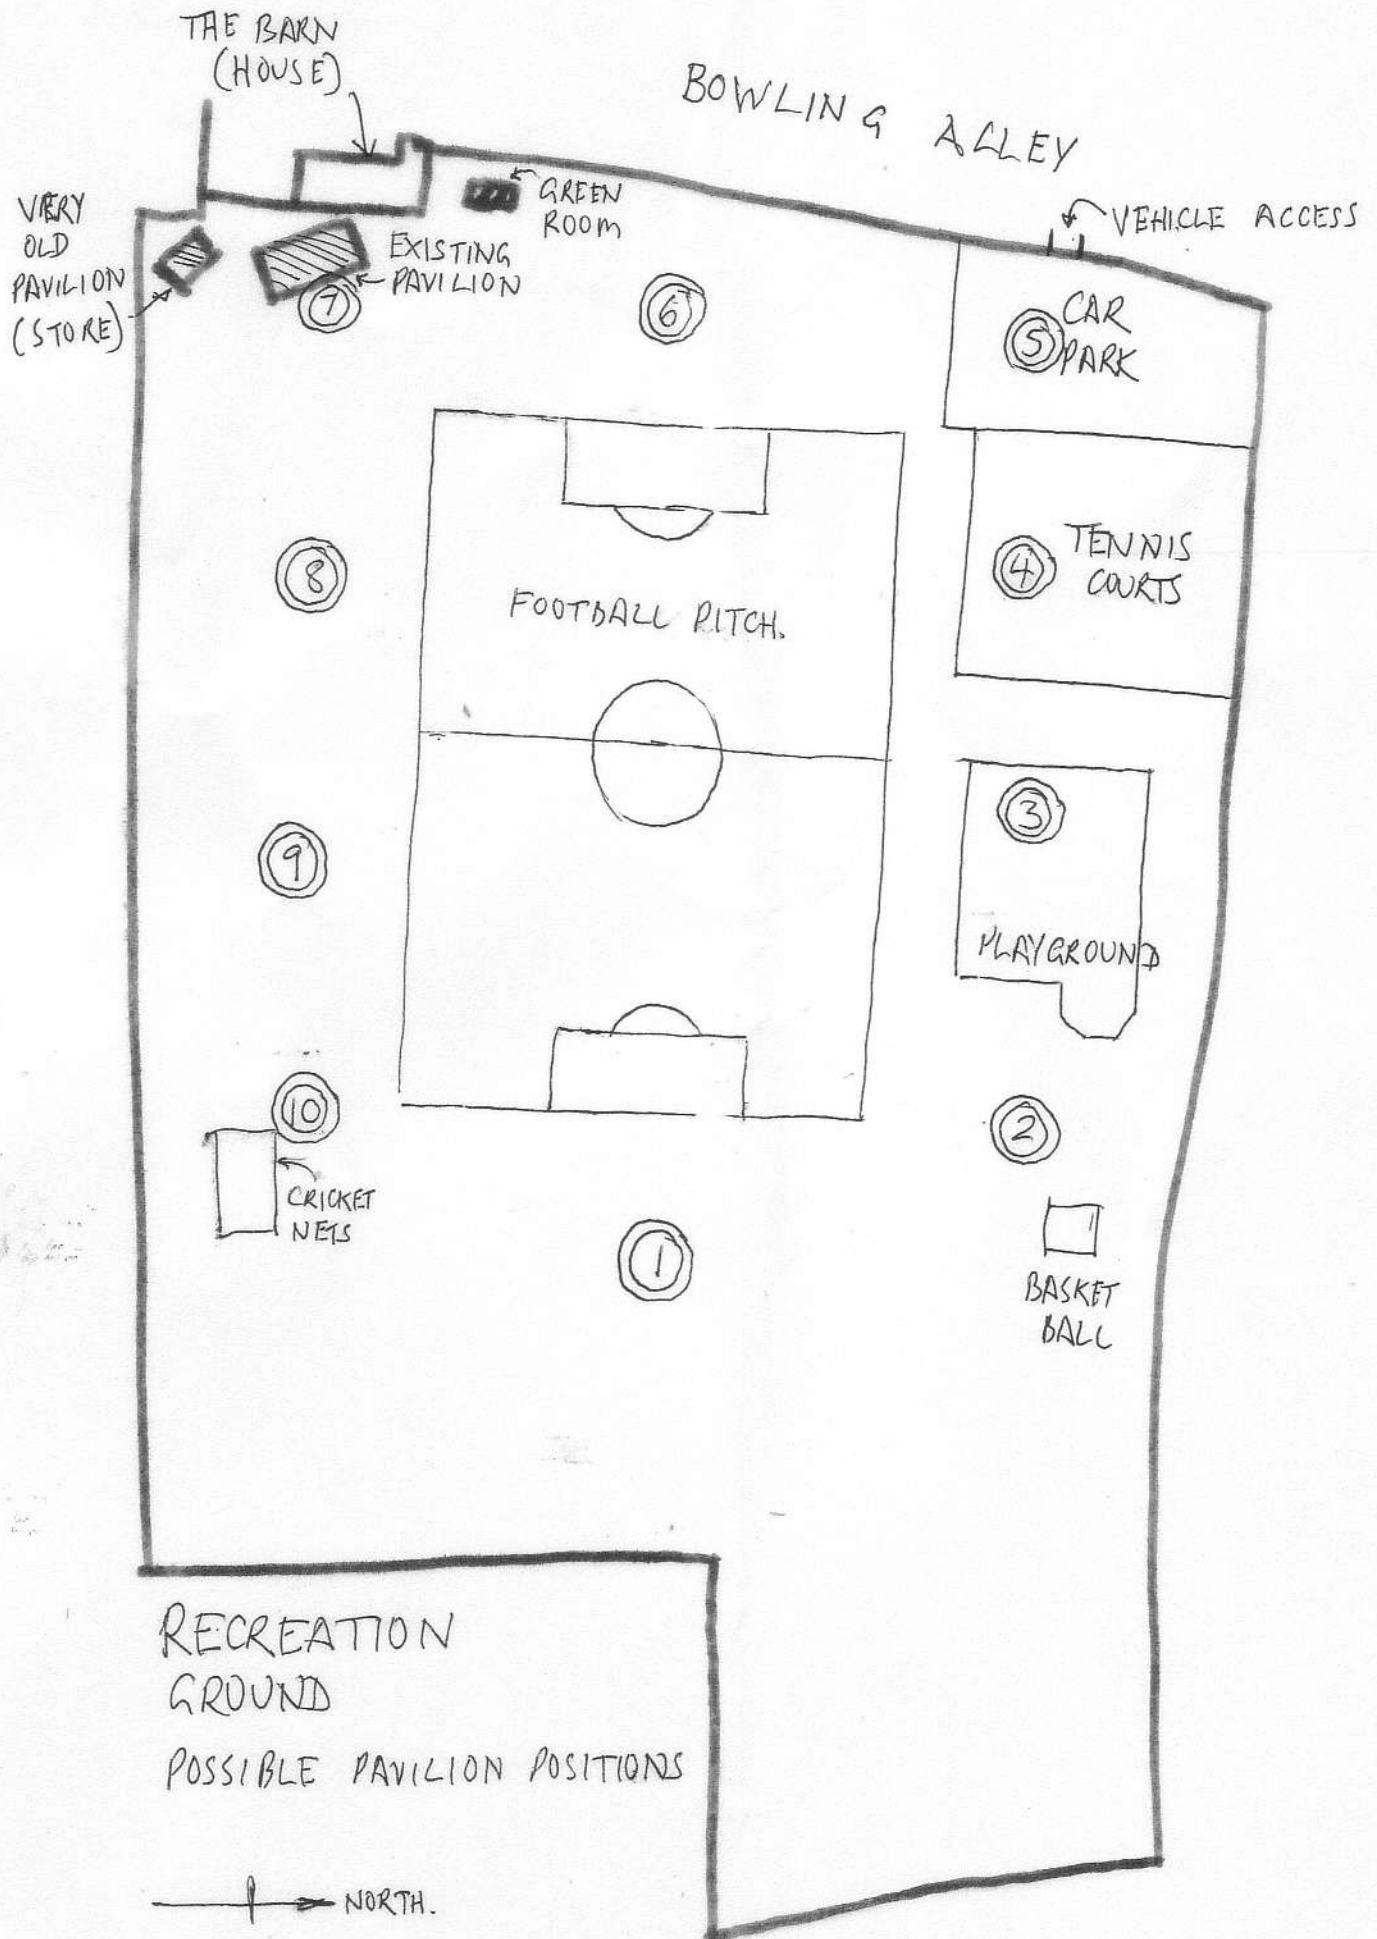 THE BARN
(HOUSE)
BOWLING ALLEY
VERY
OLD
PAVILION
(STORE)
GREEN
ROOM
VEHICLE ACCESS
EXISTING
PAVILION
7
6
5
CAR
PARK
8
FOOTBALL PITCH.
4
TENNIS
COURTS
9
3
PLAYGROUND
10
CRICKET
NETS
2
1
BASKET
BALL
RECREATION
GROUND
POSSIBLE PAVILION POSITIONS
NORTH.